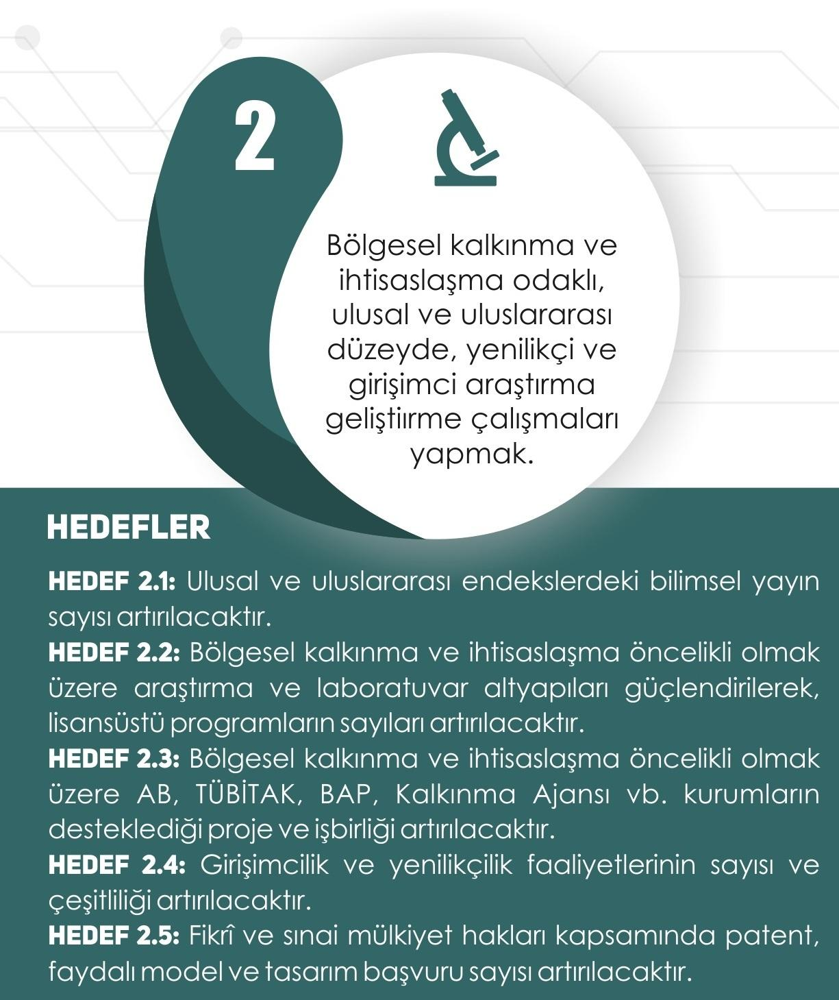 2
Bölgesel kalkınma ve
ihtisaslaşma odaklı,
ulusal ve uluslararası
düzeyde, yenilikçi ve
girişimci araştırma
geliştiirme çalışmaları
yapmak.
HEDEFLER
HEDEF 2.1: Ulusal ve uluslararası endekslerdeki bilimsel yayın
sayısı artırılacaktır.
HEDEF 2.2: Bölgesel kalkınma ve ihtisaslaşma öncelikli olmak
üzere araştırma ve laboratuvar altyapıları güçlendirilerek,
lisansüstü programların sayıları artırılacaktır.
HEDEF 2.3: Bölgesel kalkınma ve ihtisaslaşma öncelikli olmak
üzere AB, TÜBİTAK, BAP, Kalkınma Ajansı vb. kurumların
desteklediği proje ve işbirliği artırılacaktır.
HEDEF 2.4: Girişimcilik ve yenilikçilik faaliyetlerinin sayısı ve
çeşitliliği artırılacaktır.
HEDEF 2.5: Fikrî ve sınai mülkiyet hakları kapsamında patent,
faydalı model ve tasarım başvuru sayısı artırılacaktır.